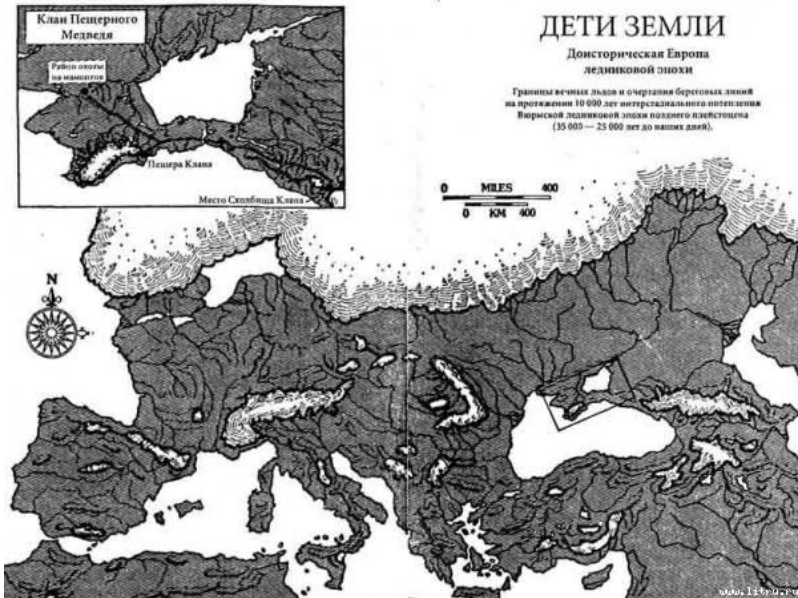 Клан Пещерного
Медведя
Район охоты
на мамонтов
Пещера Клана
Место Сходбища Клана
ДЕТИ ЗЕМЛИ
Доисторическая Европа
ледниковой эпохи
Границы вечных льдов и очертания береговых линий
на протяжении 10 000 лет интерстадиального потепления
Вюрмской ледниковой эпохи позднего плейстоцена
(35 000 — 25 000 лет до наших дней).
0 MILES 400
0 KM 400
N
www.litru.ru